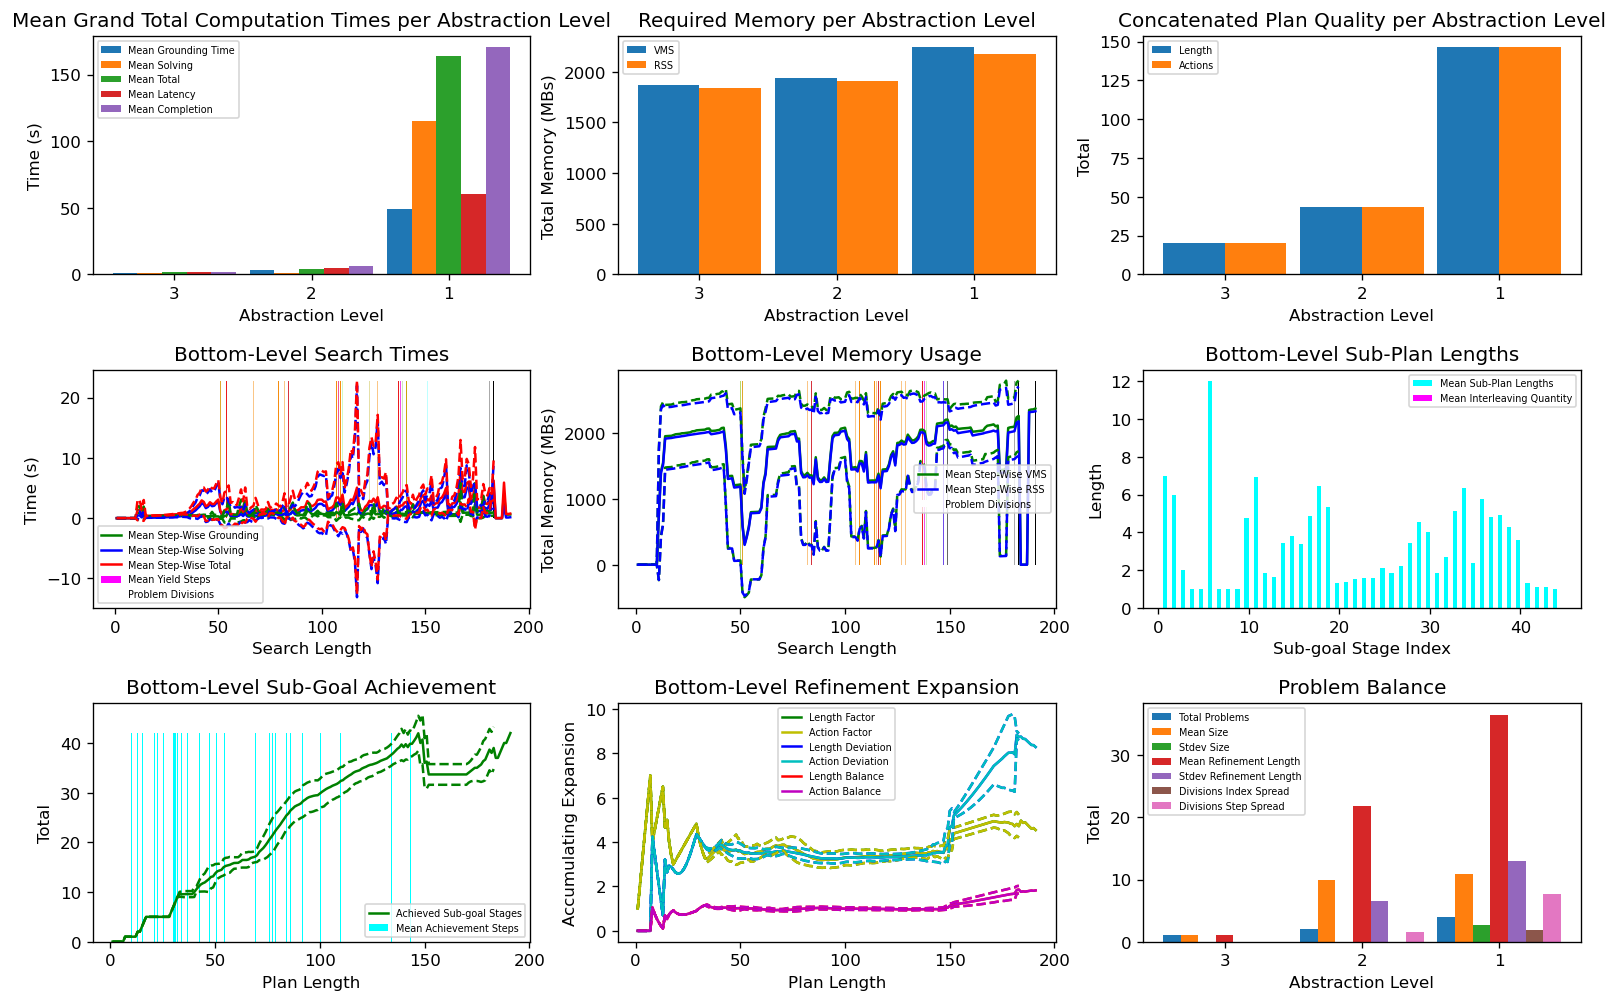 Mean Grand Total Computation Times per Abstraction Level
Time (s)
150
100
50
0
Mean Grounding Time
Mean Solving
Mean Total
Mean Latency
Mean Completion
3 2 1
Abstraction Level
Required Memory per Abstraction Level
Total Memory (MBs)
2000
1500
1000
500
0
VMS
RSS
3 2 1
Abstraction Level
Concatenated Plan Quality per Abstraction Level
Total
150
125
100
75
50
25
0
Length
Actions
3 2 1
Abstraction Level
Bottom-Level Search Times
Time (s)
20
10
0
−10
Mean Step-Wise Grounding
Mean Step-Wise Solving
Mean Step-Wise Total
Mean Yield Steps
Problem Divisions
0 50 100 150 200
Search Length
Bottom-Level Memory Usage
Total Memory (MBs)
2000
1000
0
Mean Step-Wise VMS
Mean Step-Wise RSS
Problem Divisions
0 50 100 150 200
Search Length
Bottom-Level Sub-Plan Lengths
Length
12
10
8
6
4
2
0
Mean Sub-Plan Lengths
Mean Interleaving Quantity
0 10 20 30 40
Sub-goal Stage Index
Bottom-Level Sub-Goal Achievement
Total
40
30
20
10
0
Achieved Sub-goal Stages
Mean Achievement Steps
0 50 100 150 200
Plan Length
Bottom-Level Refinement Expansion
Accumulating Expansion
10
8
6
4
2
0
Length Factor
Action Factor
Length Deviation
Action Deviation
Length Balance
Action Balance
0 50 100 150 200
Plan Length
Problem Balance
Total
30
20
10
0
Total Problems
Mean Size
Stdev Size
Mean Refinement Length
Stdev Refinement Length
Divisions Index Spread
Divisions Step Spread
3 2 1
Abstraction Level